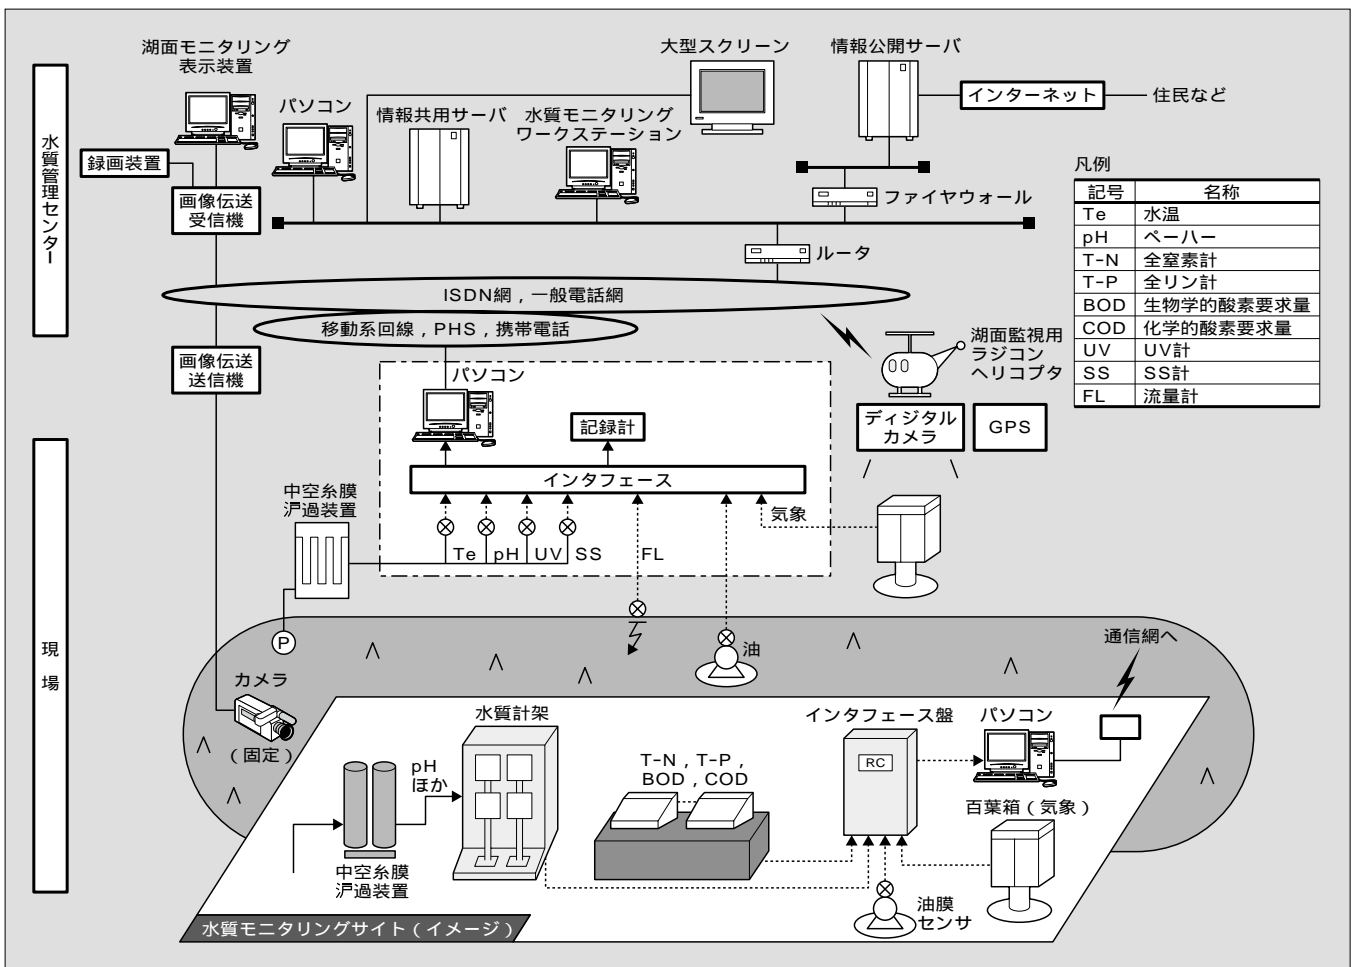 湖面モニタリング
表示装置
パソコン
情報共用サーバ
水質モニタリング
ワークステーション
大型スクリーン
情報公開サーバ
インターネット
住民など
水質管理センター
録画装置
画像伝送
受信機
ファイヤウォール
ルータ
ISDN網，一般電話網
移動系回線，PHS，携帯電話
画像伝送
送信機
凡例
記号 名称
Te 水温
pH ペーハー
T-N 全窒素計
T-P 全リン計
BOD 生物学的酸素要求量
COD 化学的酸素要求量
UV UV計
SS SS計
FL 流量計
湖面監視用
ラジコン
ヘリコプタ
ディジタル
カメラ
GPS
パソコン
記録計
インタフェース
気象
Te pH UV SS FL
中空糸膜
沪過装置
P
現場
油
通信網へ
カメラ
（固定）
水質計架
pH
ほか
T-N，T-P，
BOD，COD
インタフェース盤
RC
パソコン
百葉箱（気象）
中空糸膜
沪過装置
油膜
センサ
水質モニタリングサイト（イメージ）